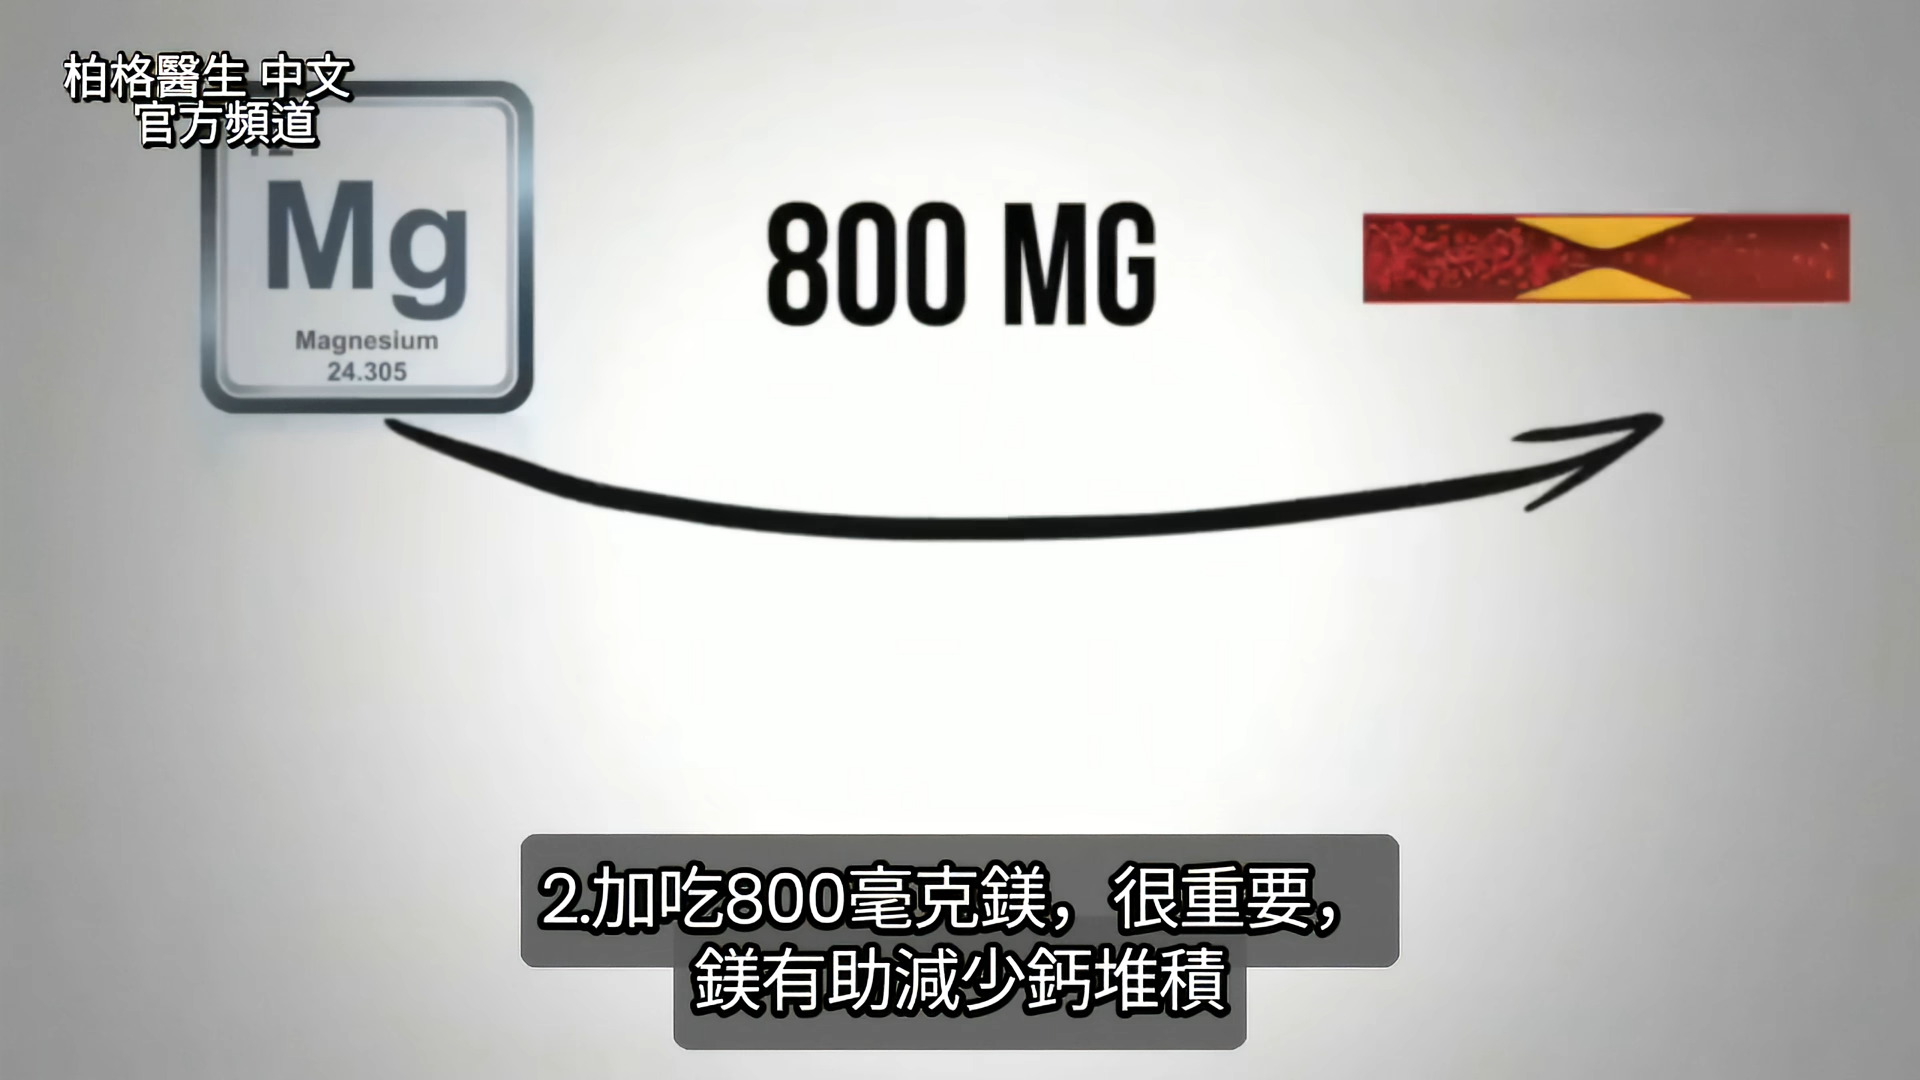 柏格醫生 中文
官方頻道
Mg
Magnesium
24.305
800 MG
2.加吃800毫克鎂，很重要，
鎂有助減少鈣堆積